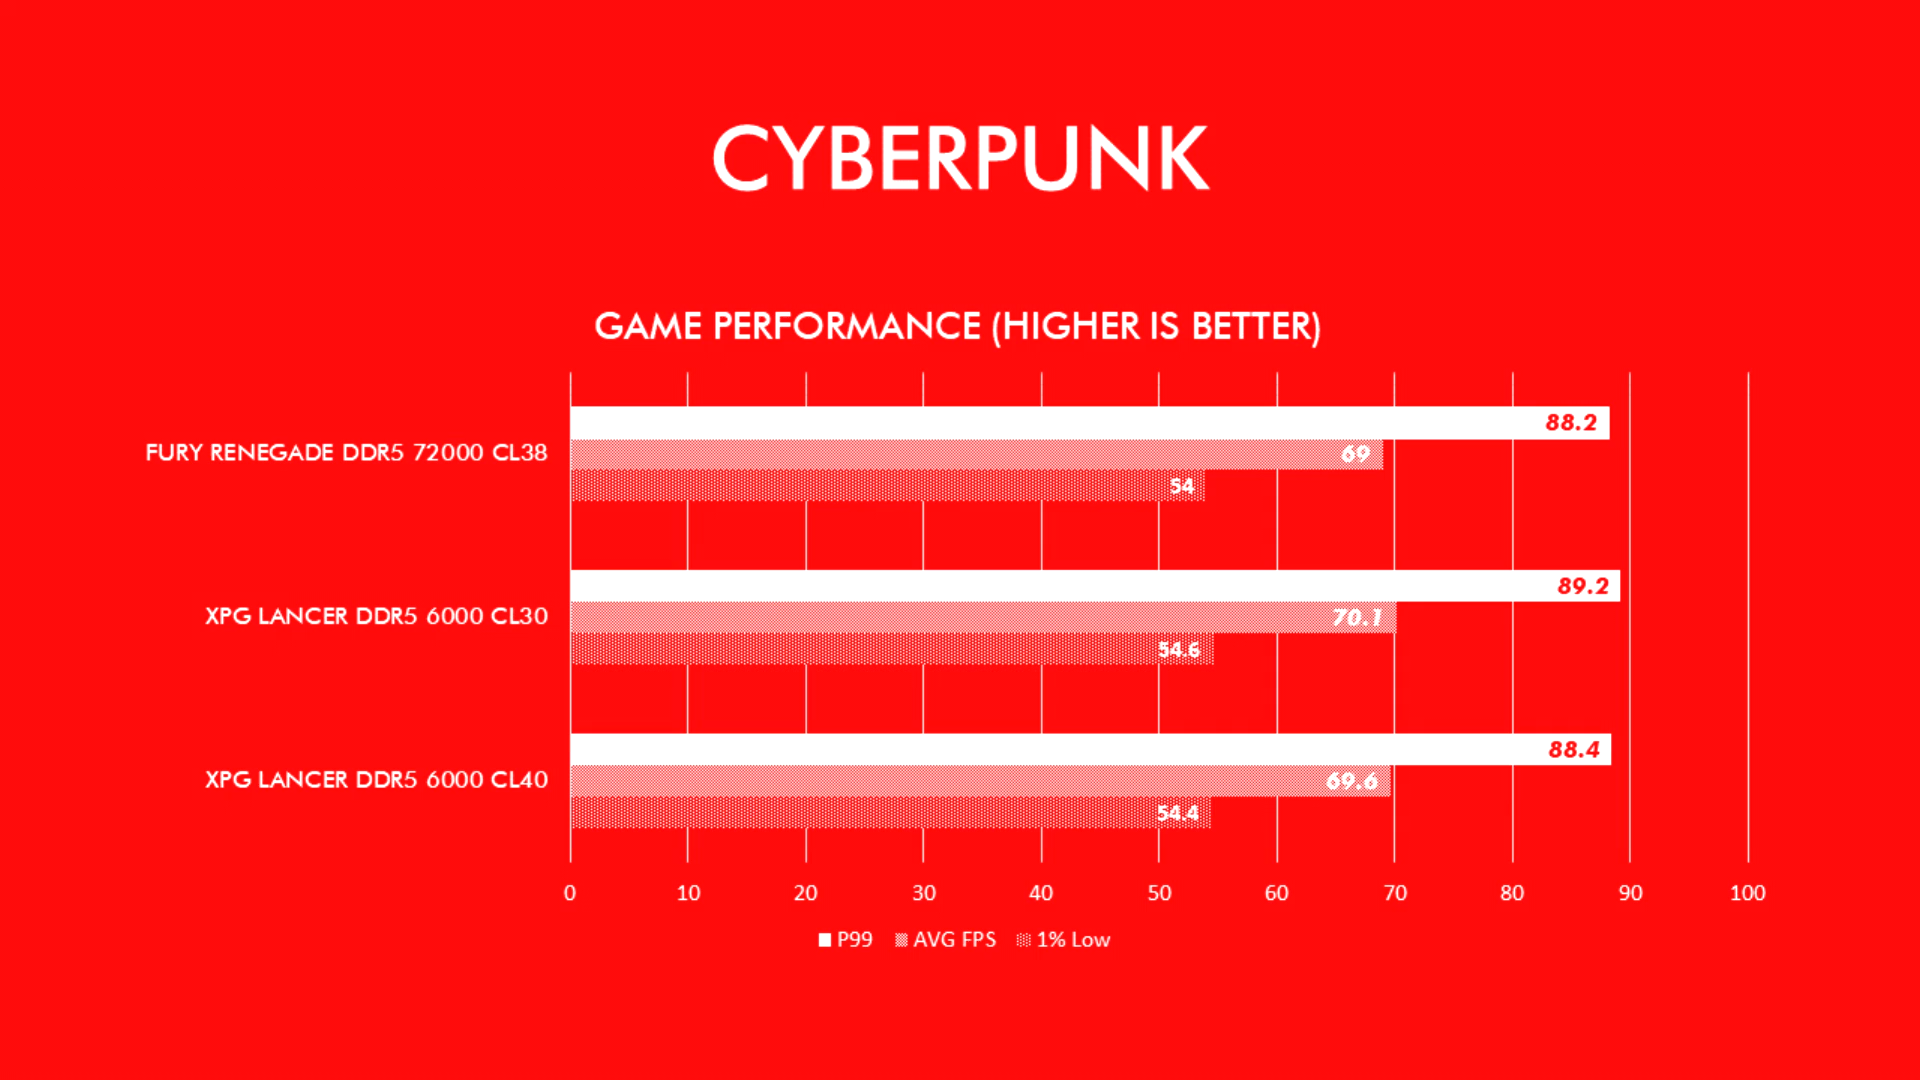 CYBERPUNK
GAME PERFORMANCE (HIGHER IS BETTER)
88.2
FURY RENEGADE DDR5 72000 CL38
69
54
89.2
XPG LANCER DDR5 6000 CL30
70.1
54.6
88.4
XPG LANCER DDR5 6000 CL40
69.6
54.4
0 10 20 30 40 50 60 70 80 90 100
P99 AVG FPS 1% Low